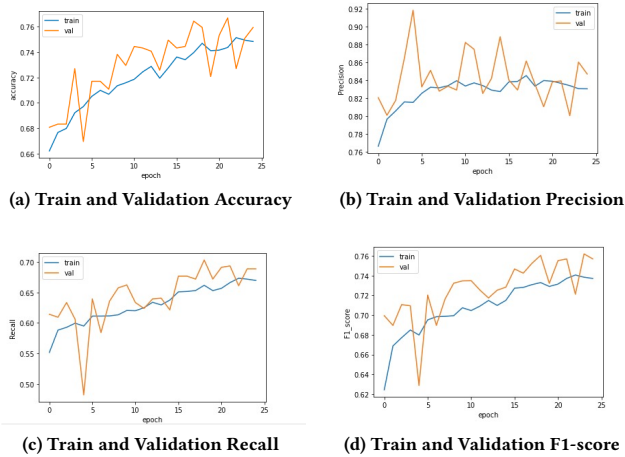 train
val
0.76
0.74
0.72
0.70
0.68
0.66
accuracy
0 5 10 15 20 25
epoch
(a) Train and Validation Accuracy
train
val
0.92
0.90
0.88
0.86
0.84
0.82
0.80
0.78
0.76
Precision
0 5 10 15 20 25
epoch
(b) Train and Validation Precision
train
val
0.70
0.65
0.60
0.55
0.50
Recall
0 5 10 15 20 25
epoch
(c) Train and Validation Recall
train
val
0.76
0.74
0.72
0.70
0.68
0.66
0.64
0.62
F1_score
0 5 10 15 20 25
epoch
(d) Train and Validation F1-score